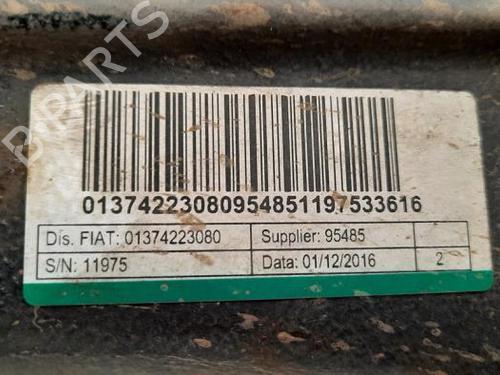 B-PARTS
01374223080954851197533616
Dis. FIAT: 01374223080 Supplier: 95485
S/N: 11975 Data: 01/12/2016 2